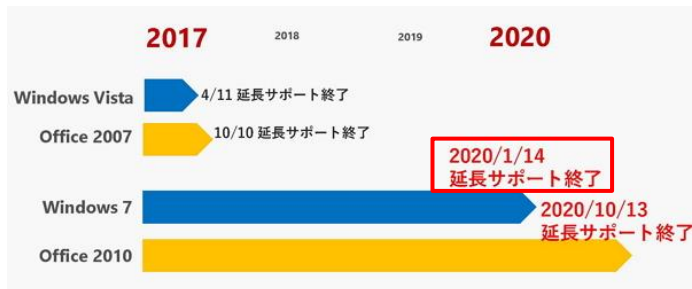 2017 2018 2019 2020
Windows Vista 4/11 延長サポート終了
Office 2007 10/10 延長サポート終了
2020/1/14
延長サポート終了
Windows 7
2020/10/13
延長サポート終了
Office 2010